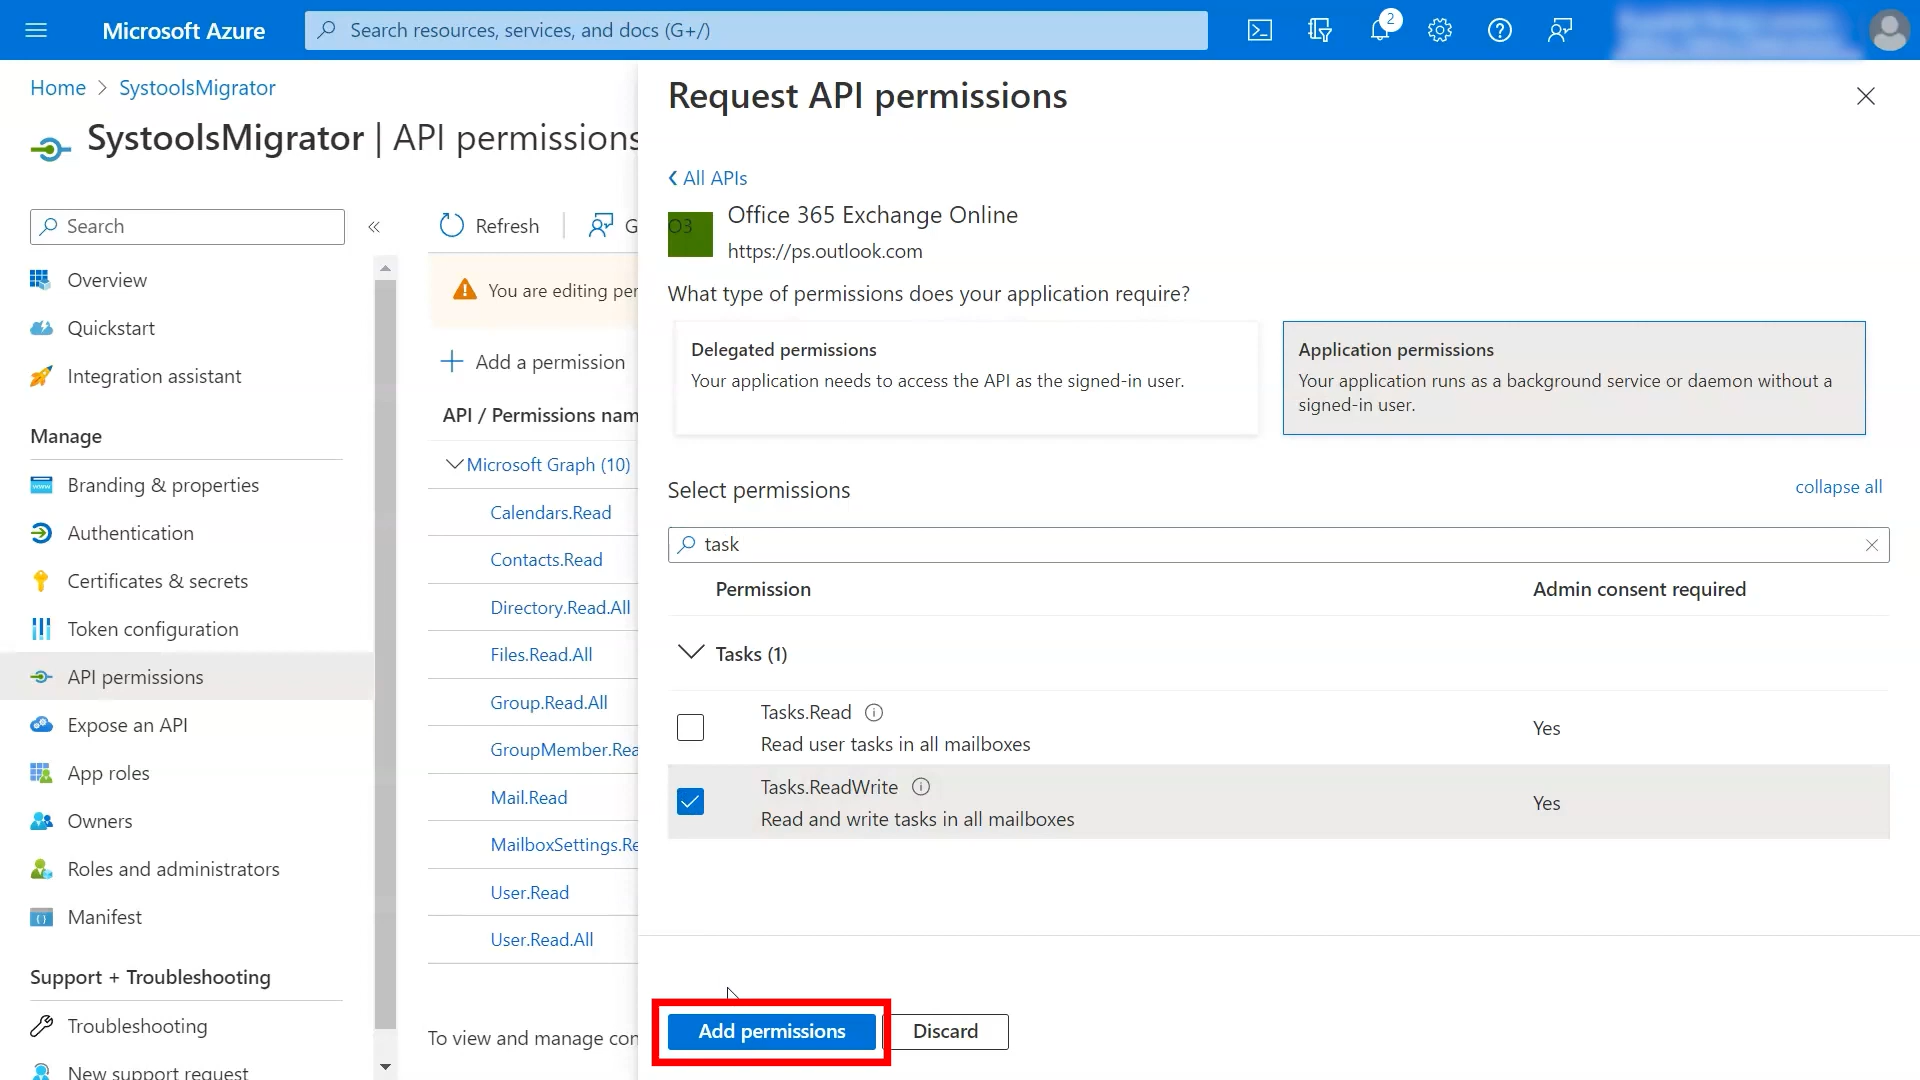 Microsoft Azure
Search resources, services, and docs (G+/)
2
Home > SystoolsMigrator
SystoolsMigrator | API permissions
Search
«
Overview
Quickstart
Integration assistant
Manage
Branding & properties
Authentication
Certificates & secrets
Token configuration
API permissions
Expose an API
App roles
Owners
Roles and administrators
Manifest
Support + Troubleshooting
Troubleshooting
New support request
Refresh
G
You are editing per
Add a permission
API / Permissions nam
Microsoft Graph (10)
Calendars.Read
Contacts.Read
Directory.Read.All
Files.Read.All
Group.Read.All
GroupMember.Rea
Mail.Read
MailboxSettings.Re
User.Read
User.Read.All
To view and manage con
Request API permissions
All APIs
O3
Office 365 Exchange Online
https://ps.outlook.com
What type of permissions does your application require?
Delegated permissions
Your application needs to access the API as the signed-in user.
Application permissions
Your application runs as a background service or daemon without a
signed-in user.
Select permissions
collapse all
task
Permission
Admin consent required
Tasks (1)
Tasks.Read
Read user tasks in all mailboxes
Yes
Tasks.ReadWrite
Read and write tasks in all mailboxes
Yes
Add permissions
Discard